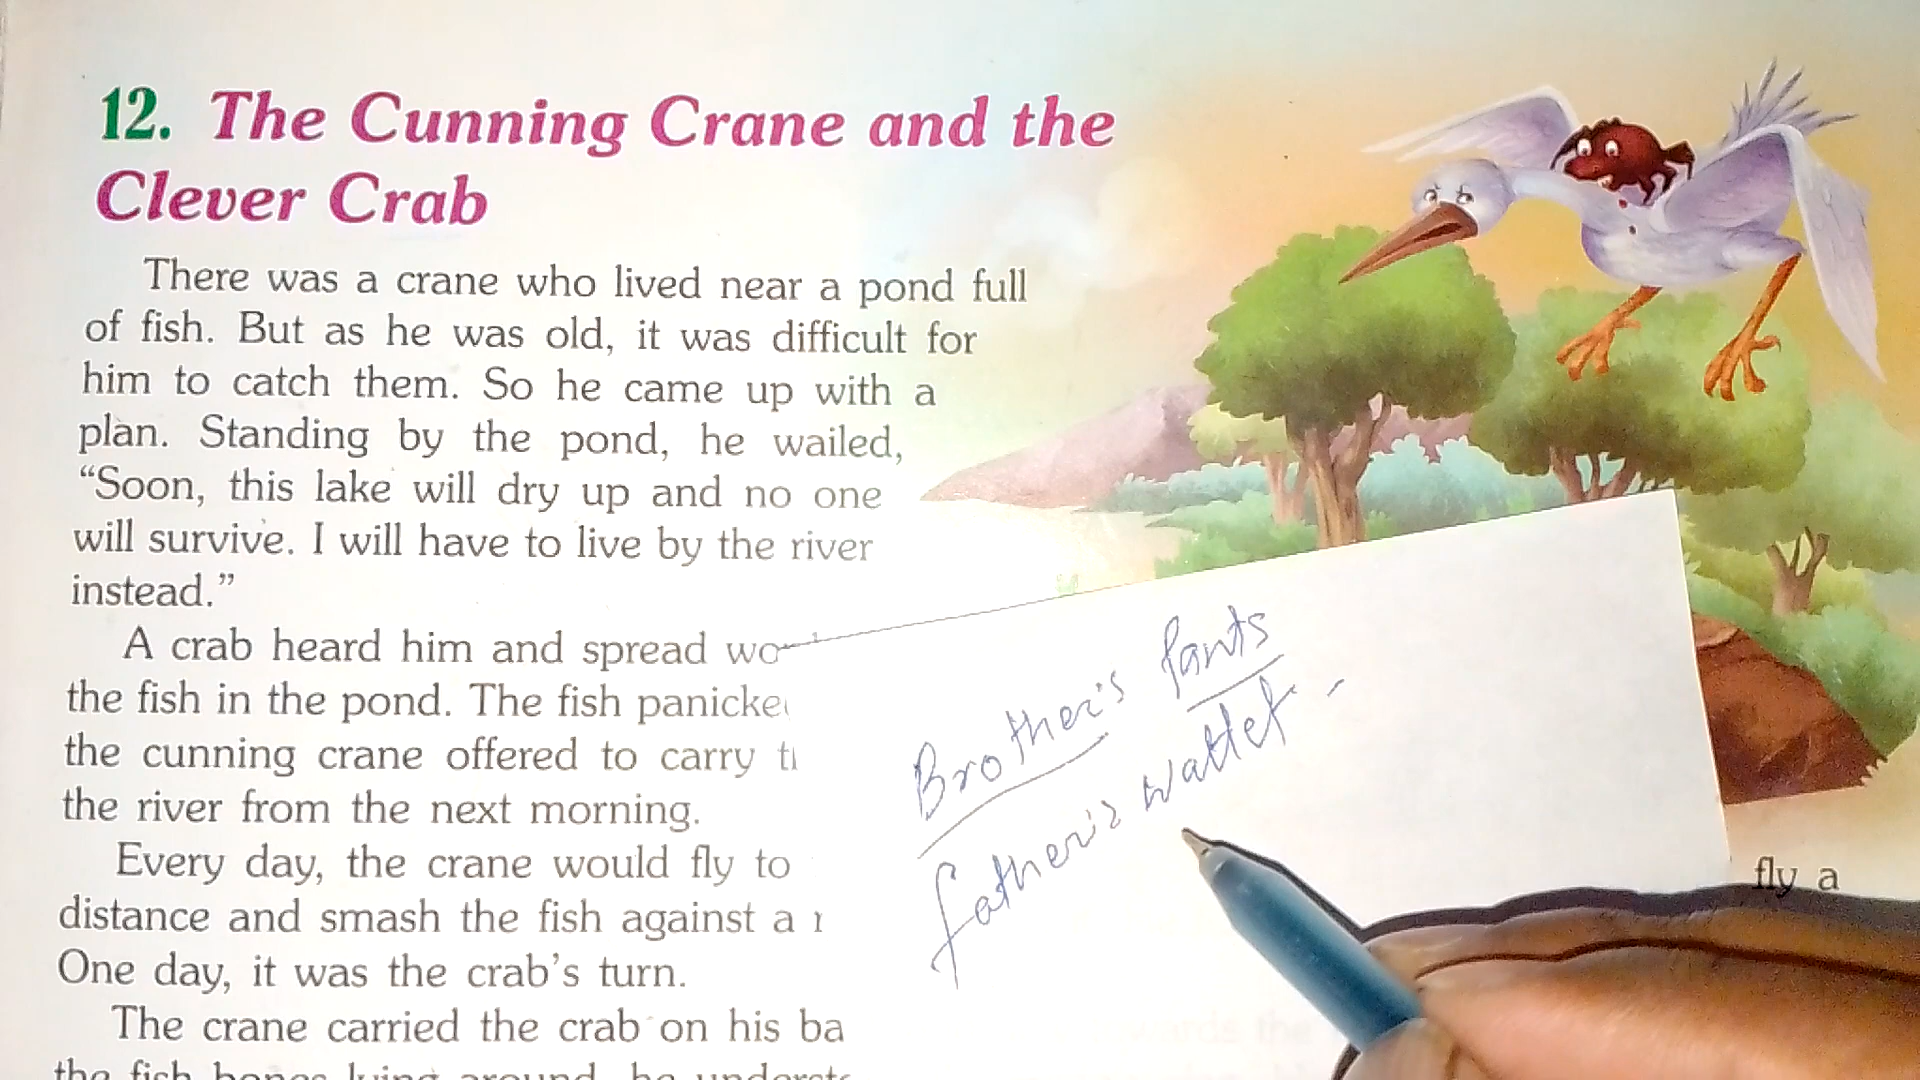 12. The Cunning Crane and the
Clever Crab
There was a crane who lived near a pond full
of fish. But as he was old, it was difficult for
him to catch them. So he came up with a
plan. Standing by the pond, he wailed,
“Soon, this lake will dry up and no one
will survive. I will have to live by the river
instead.”
A crab heard him and spread
the fish in the pond. The fish
the cunning crane offered to carry
the river from the next morning.
Every day, the crane would fly to
fly a
distance and smash the fish against a
One day, it was the crab’s turn.
The crane carried the crab on his
the fish bones lying around, he
Brother's Pants
father's wallet -